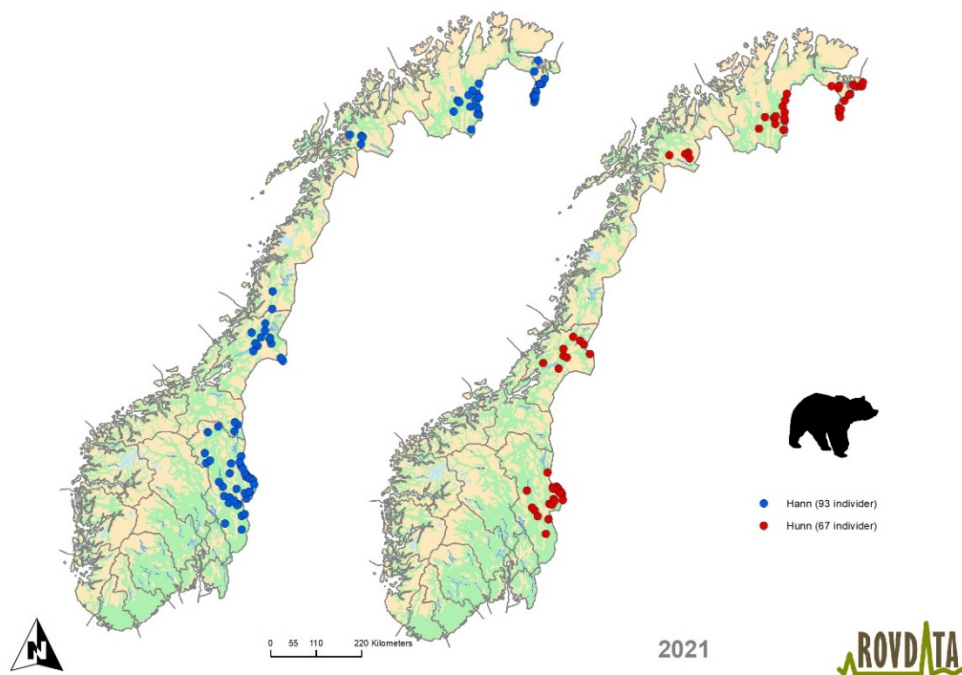 Hann (93 individer)
Hunn (67 individer)
N
0 55 110 220 Kilometers
2021
ROVDATA